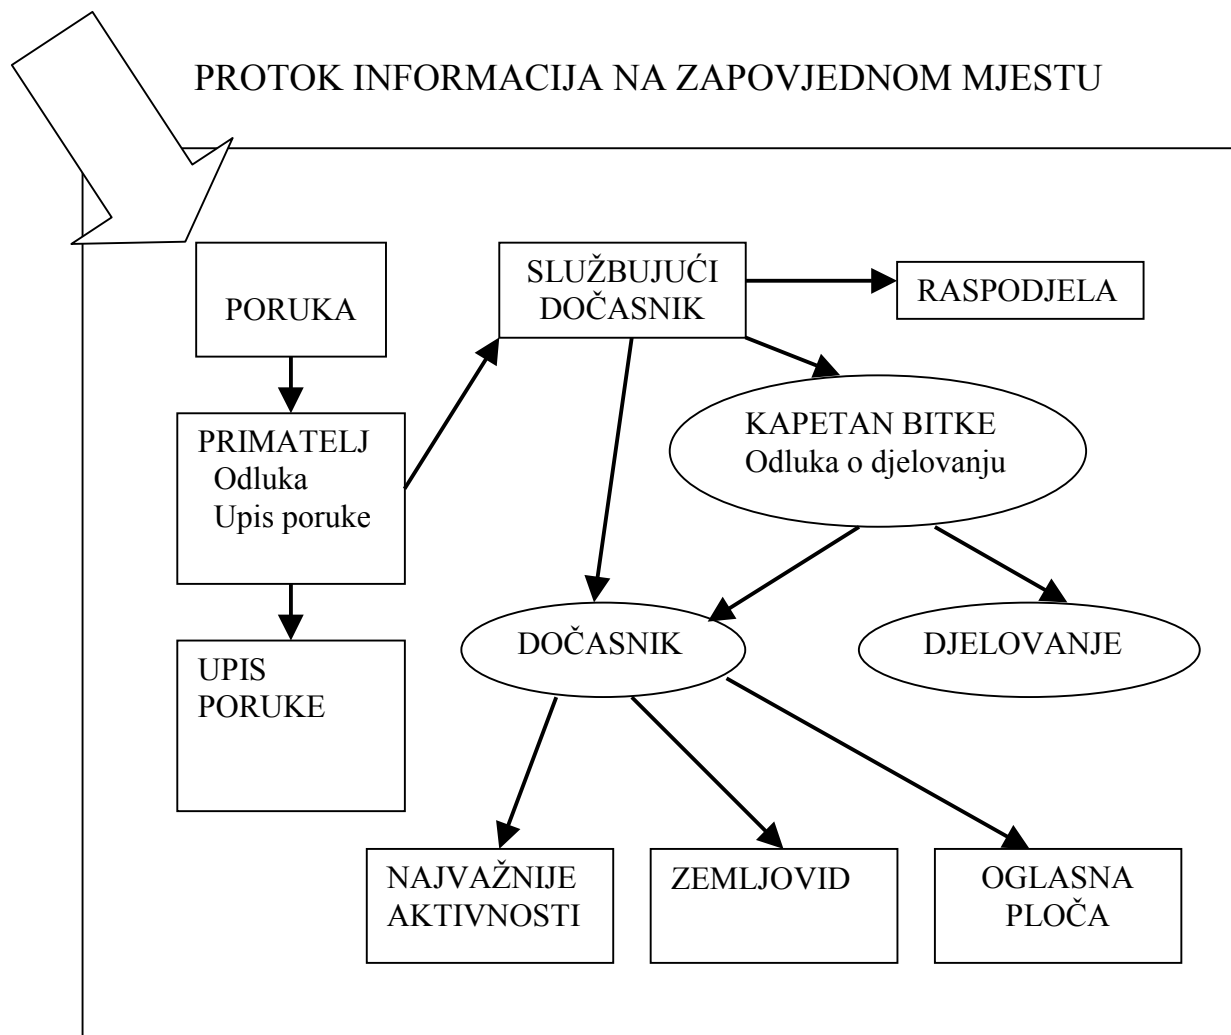 PROTOK INFORMACIJA NA ZAPOVJEDNOM MJESTU
PORUKA
SLUŽBUJUĆI
DOČASNIK
RASPODJELA
PRIMATELJ
Odluka
Upis poruke
KAPETAN BITKE
Odluka o djelovanju
UPIS
PORUKE
DOČASNIK
DJELOVANJE
NAJVAŽNIJE
AKTIVNOSTI
ZEMLJOVID
OGLASNA
PLOČA